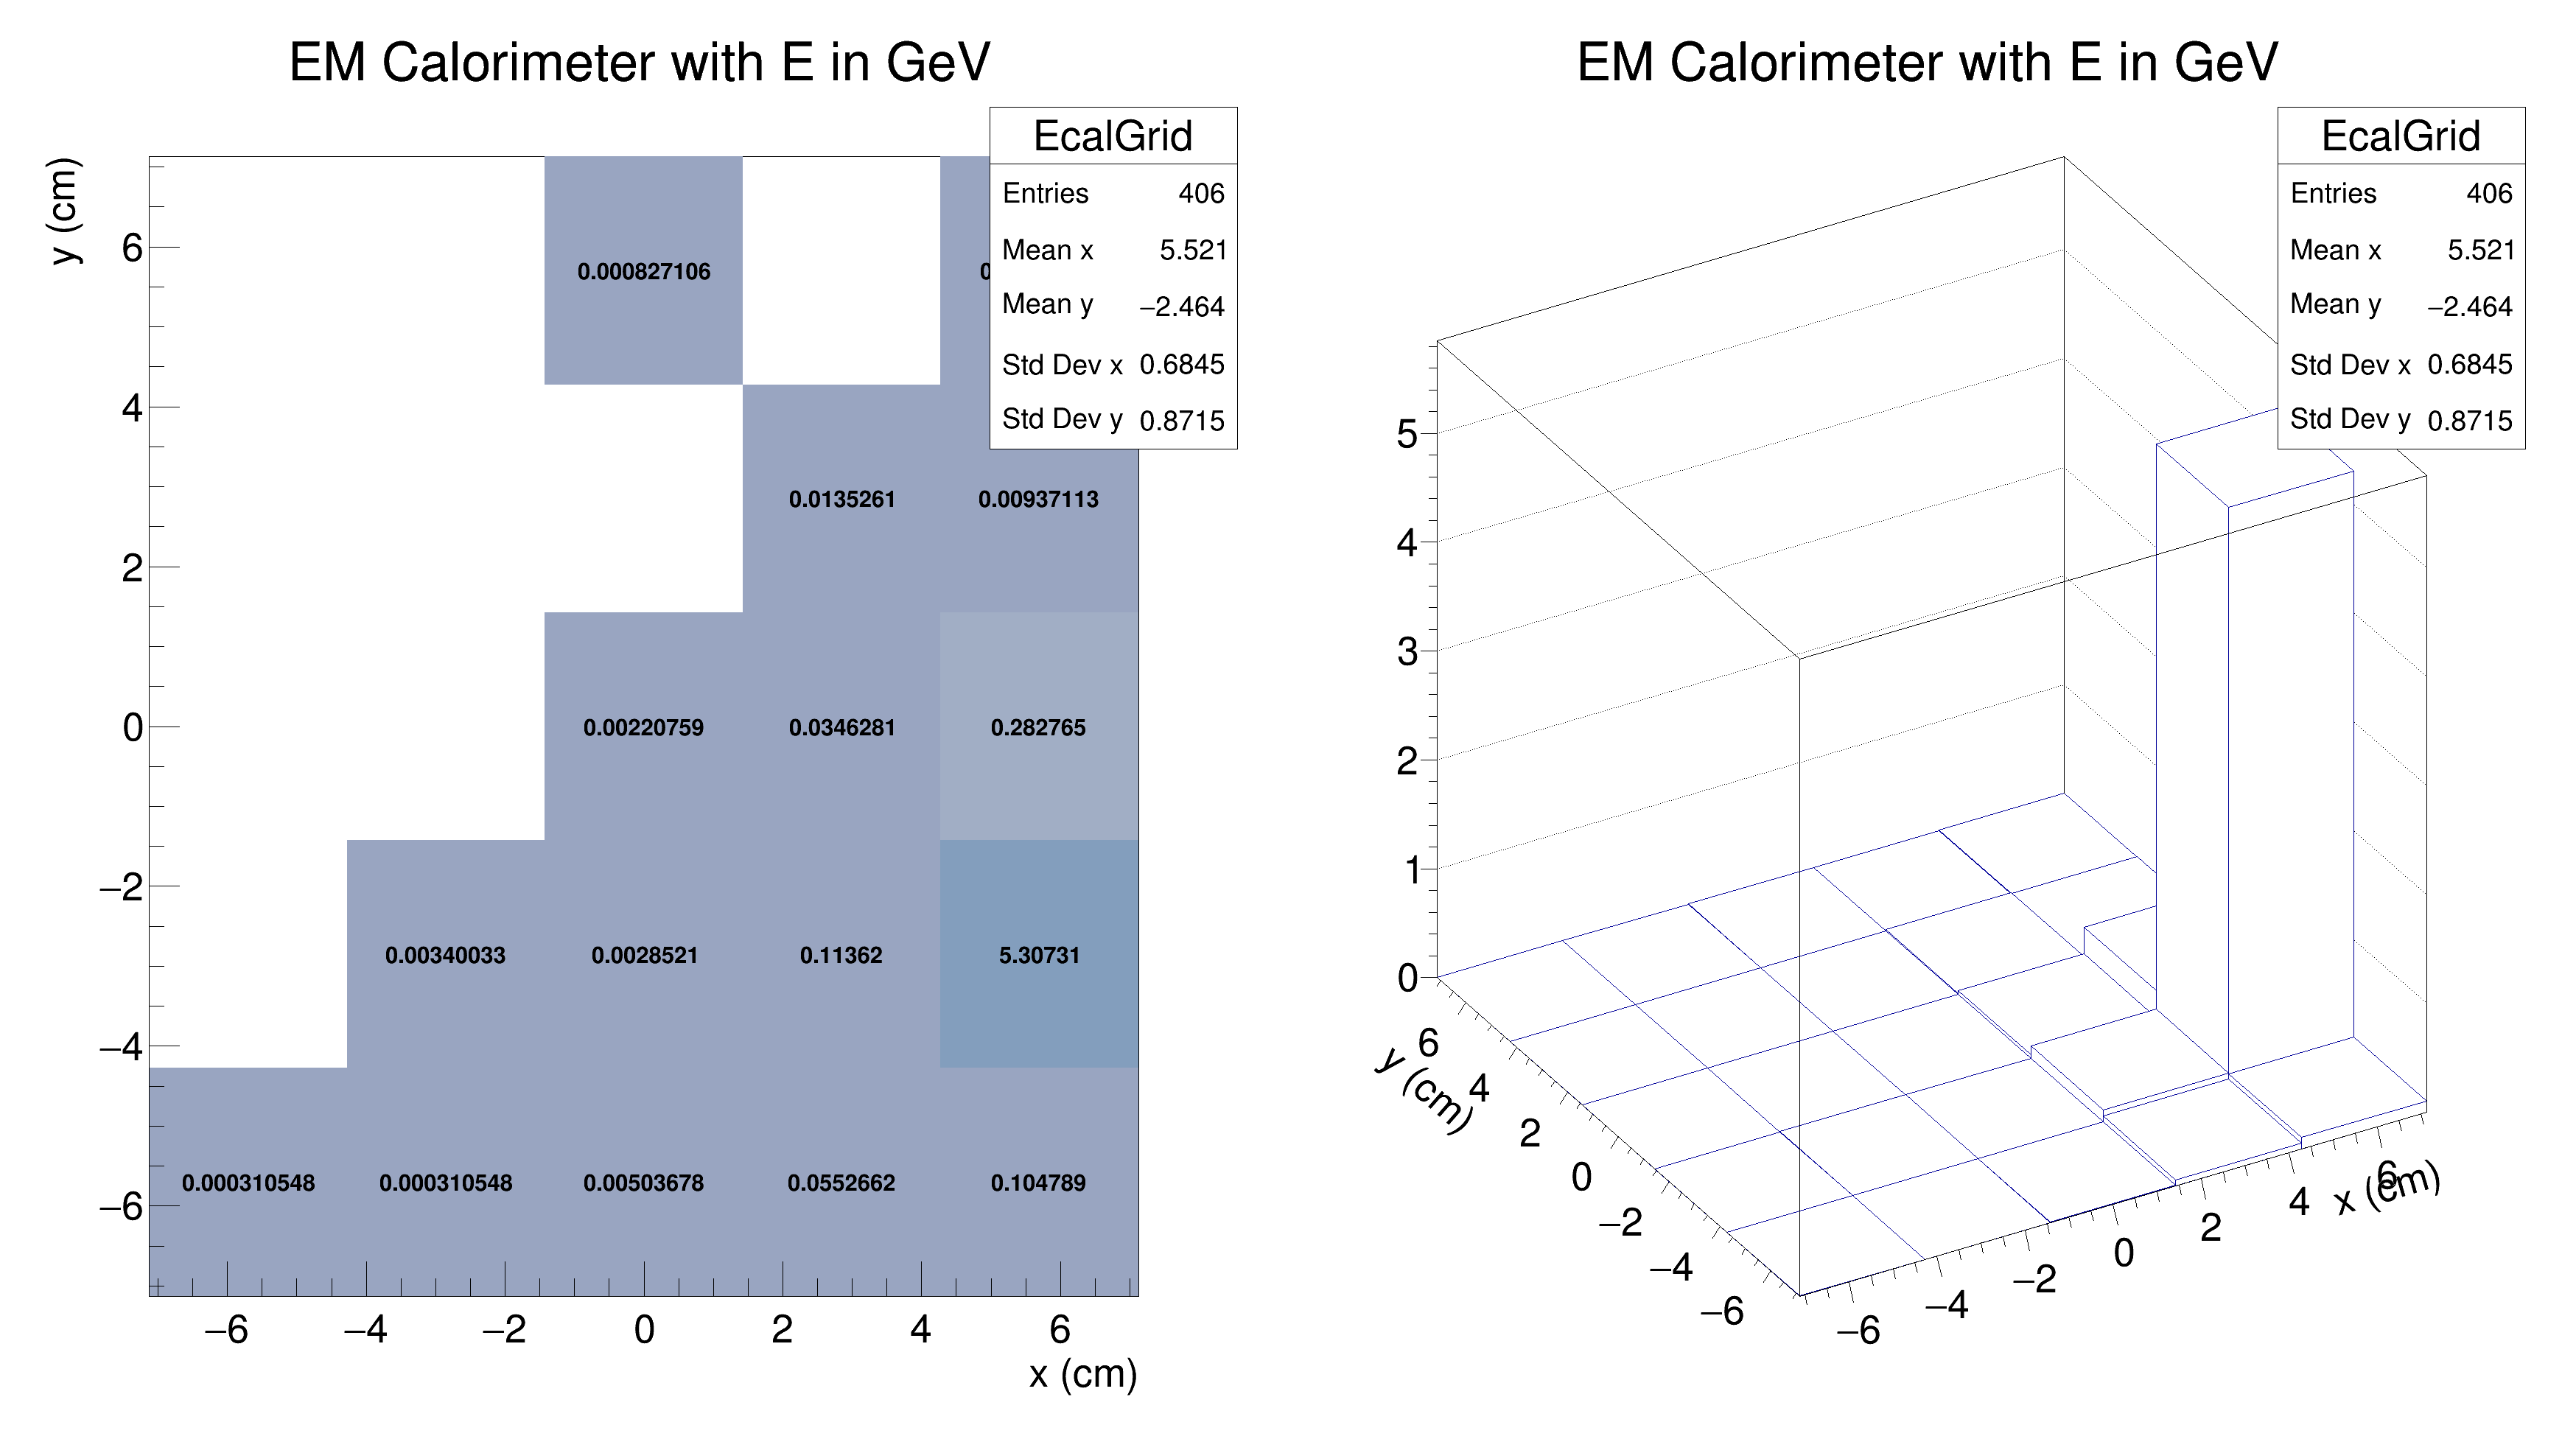 EM Calorimeter with E in GeV
y (cm)
EcalGrid
Entries 406
Mean x 5.521
Mean y −2.464
Std Dev x 0.6845
Std Dev y 0.8715
6
4
2
0
−2
−4
−6
0.000827106
0.0135261 0.00937113
0.00220759 0.0346281 0.282765
0.00340033 0.0028521 0.11362 5.30731
0.000310548 0.000310548 0.00503678 0.0552662 0.104789
−6 −4 −2 0 2 4 6
x (cm)
EM Calorimeter with E in GeV
EcalGrid
Entries 406
Mean x 5.521
Mean y −2.464
Std Dev x 0.6845
Std Dev y 0.8715
5
4
3
2
1
0
6
4
2
0
−2
−4
−6
y (cm)
−6
−4
−2
0
2
4
6
x (cm)